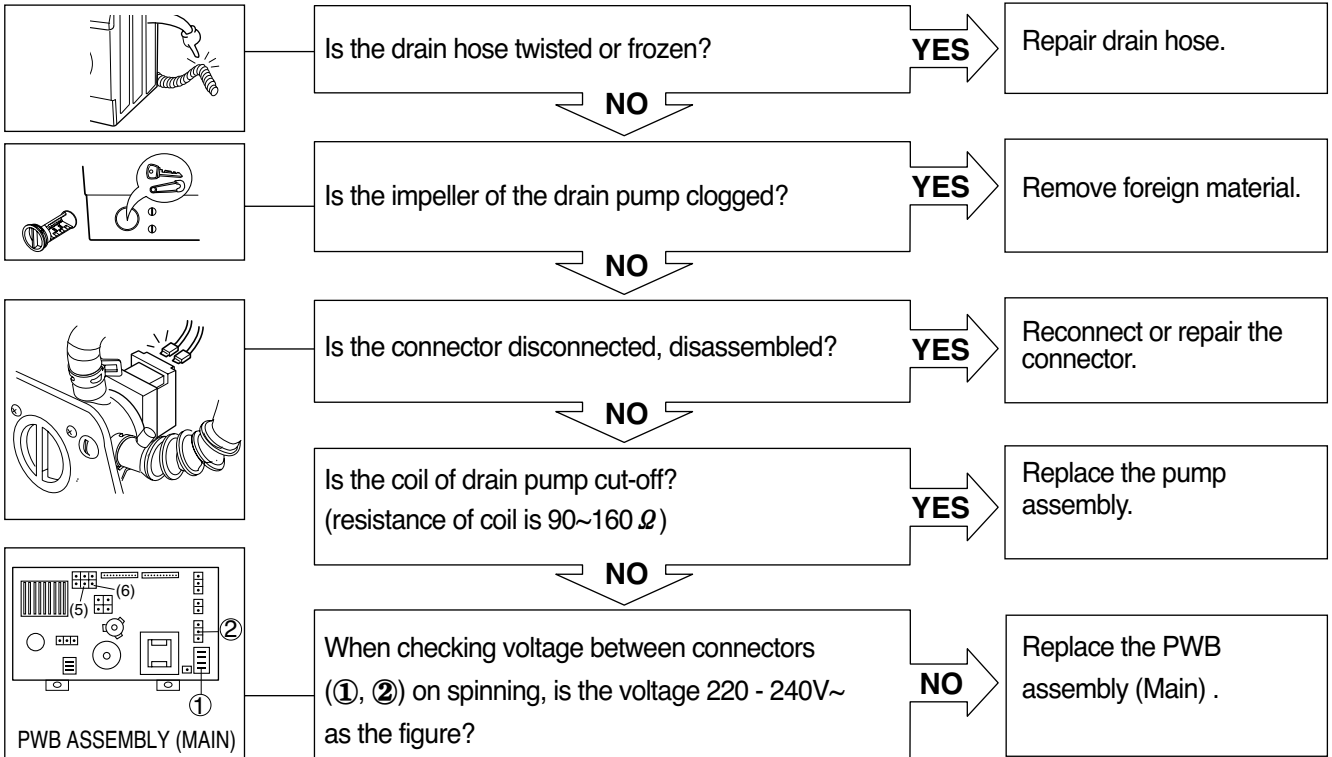 Is the drain hose twisted or frozen?
YES
Repair drain hose.
NO
Is the impeller of the drain pump clogged?
YES
Remove foreign material.
NO
Is the connector disconnected, disassembled?
YES
Reconnect or repair the
connector.
NO
Is the coil of drain pump cut-off?
(resistance of coil is 90~160 Ω)
YES
Replace the pump
assembly.
NO
(5)
(6)
②
①
PWB ASSEMBLY (MAIN)
When checking voltage between connectors
(①, ②) on spinning, is the voltage 220 - 240V~
as the figure?
NO
Replace the PWB
assembly (Main) .